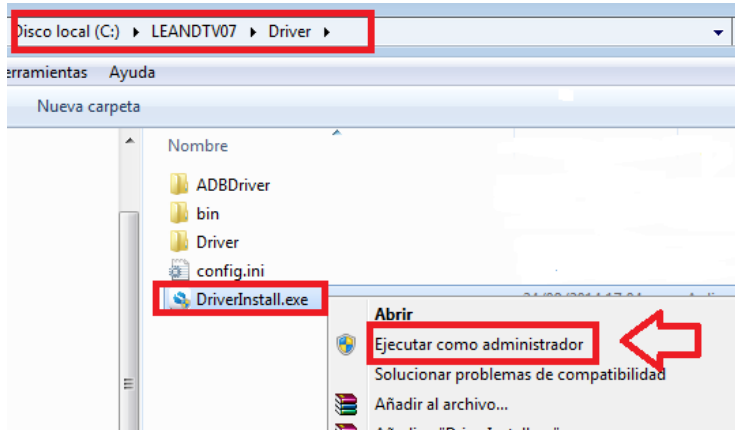 Disco local (C:) ▸ LEANDTV07 ▸ Driver ▸
erramientas Ayuda
Nueva carpeta
Nombre
ADBDriver
bin
Driver
config.ini
DriverInstall.exe
Abrir
Ejecutar como administrador
Solucionar problemas de compatibilidad
Añadir al archivo...